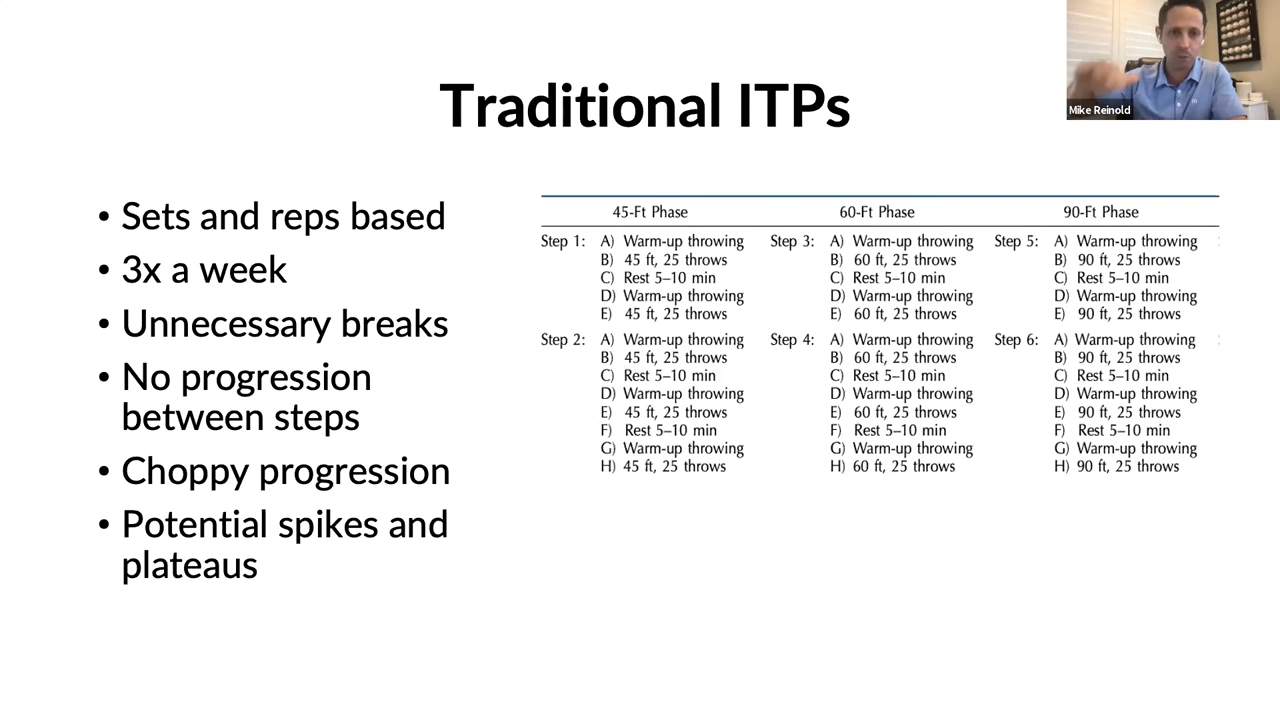 Mike Reinold
Traditional ITPs
• Sets and reps based
• 3x a week
• Unnecessary breaks
• No progression
between steps
• Choppy progression
• Potential spikes and
plateaus
45-Ft Phase 60-Ft Phase 90-Ft Phase
Step 1: A) Warm-up throwing Step 3: A) Warm-up throwing Step 5: A) Warm-up throwing
B) 45 ft, 25 throws B) 60 ft, 25 throws B) 90 ft, 25 throws
C) Rest 5–10 min C) Rest 5–10 min C) Rest 5–10 min
D) Warm-up throwing D) Warm-up throwing D) Warm-up throwing
E) 45 ft, 25 throws E) 60 ft, 25 throws E) 90 ft, 25 throws
Step 2: A) Warm-up throwing Step 4: A) Warm-up throwing Step 6: A) Warm-up throwing
B) 45 ft, 25 throws B) 60 ft, 25 throws B) 90 ft, 25 throws
C) Rest 5–10 min C) Rest 5–10 min C) Rest 5–10 min
D) Warm-up throwing D) Warm-up throwing D) Warm-up throwing
E) 45 ft, 25 throws E) 60 ft, 25 throws E) 90 ft, 25 throws
F) Rest 5–10 min F) Rest 5–10 min F) Rest 5–10 min
G) Warm-up throwing G) Warm-up throwing G) Warm-up throwing
H) 45 ft, 25 throws H) 60 ft, 25 throws H) 90 ft, 25 throws